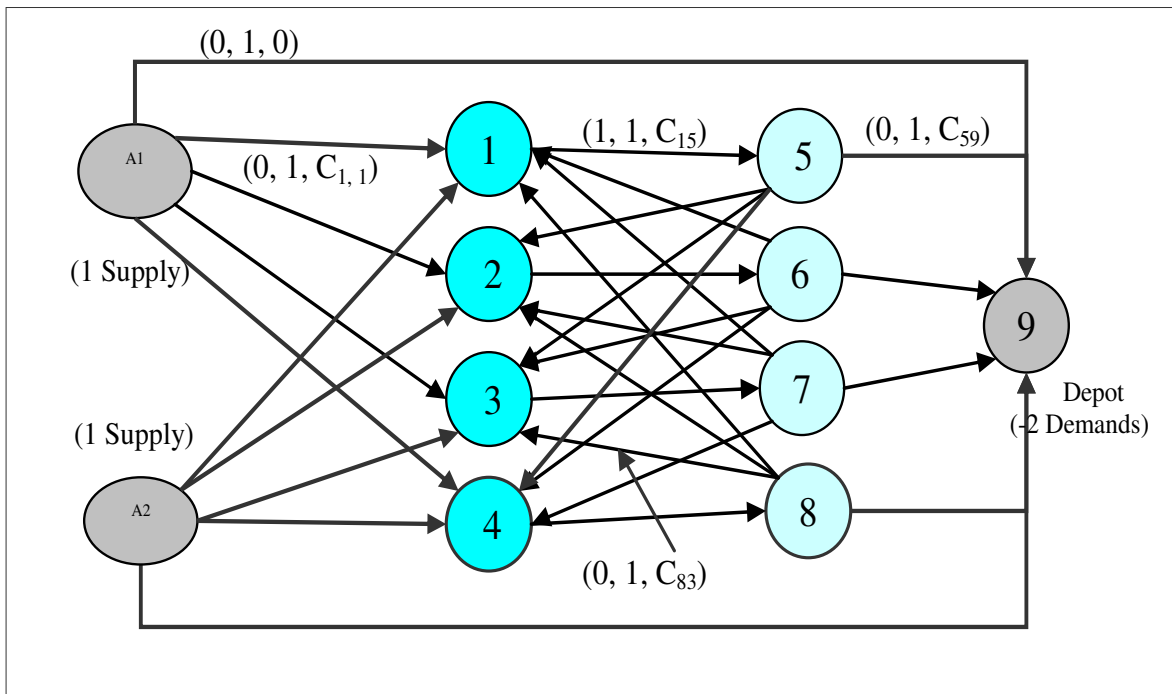 (0, 1, 0)
A1
1
(1, 1, C15)
5
(0, 1, C59)
(0, 1, C1, 1)
(1 Supply)
2
6
9
3
7
Depot
(-2 Demands)
(1 Supply)
A2
4
8
(0, 1, C83)